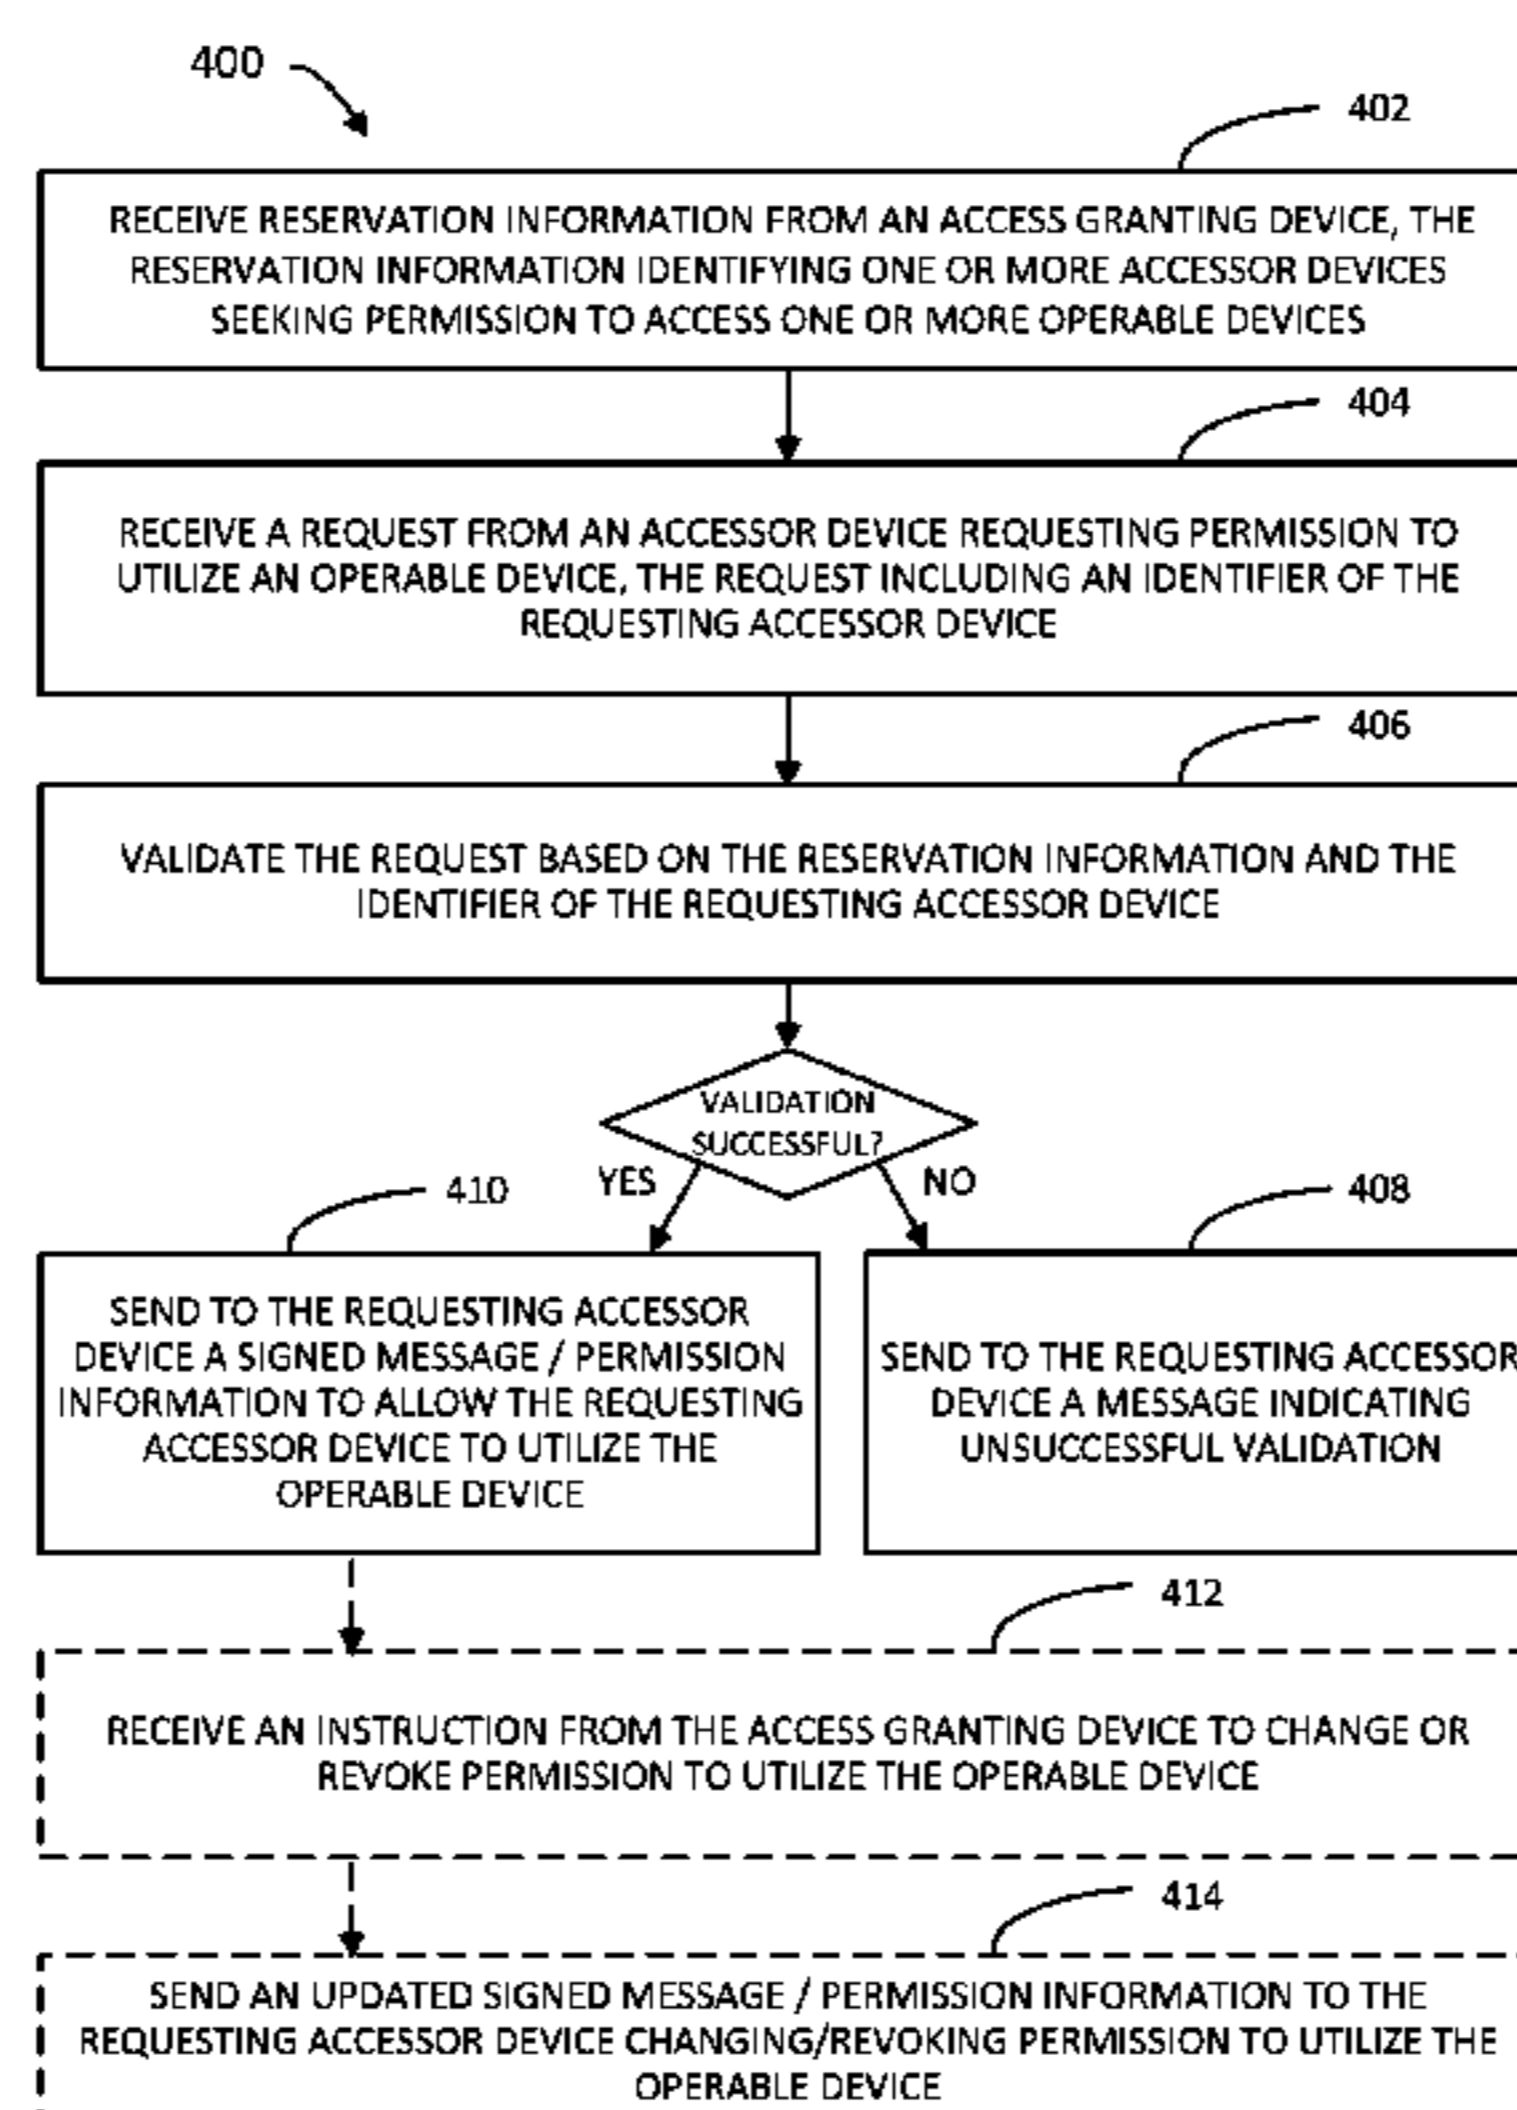 400
402
RECEIVE RESERVATION INFORMATION FROM AN ACCESS GRANTING DEVICE, THE
RESERVATION INFORMATION IDENTIFYING ONE OR MORE ACCESSOR DEVICES
SEEKING PERMISSION TO ACCESS ONE OR MORE OPERABLE DEVICES
404
RECEIVE A REQUEST FROM AN ACCESSOR DEVICE REQUESTING PERMISSION TO
UTILIZE AN OPERABLE DEVICE, THE REQUEST INCLUDING AN IDENTIFIER OF THE
REQUESTING ACCESSOR DEVICE
406
VALIDATE THE REQUEST BASED ON THE RESERVATION INFORMATION AND THE
IDENTIFIER OF THE REQUESTING ACCESSOR DEVICE
VALIDATION
SUCCESSFUL?
YES
NO
410
SEND TO THE REQUESTING ACCESSOR
DEVICE A SIGNED MESSAGE / PERMISSION
INFORMATION TO ALLOW THE REQUESTING
ACCESSOR DEVICE TO UTILIZE THE
OPERABLE DEVICE
408
SEND TO THE REQUESTING ACCESSOR
DEVICE A MESSAGE INDICATING
UNSUCCESSFUL VALIDATION
412
RECEIVE AN INSTRUCTION FROM THE ACCESS GRANTING DEVICE TO CHANGE OR
REVOKE PERMISSION TO UTILIZE THE OPERABLE DEVICE
414
SEND AN UPDATED SIGNED MESSAGE / PERMISSION INFORMATION TO THE
REQUESTING ACCESSOR DEVICE CHANGING/REVOKING PERMISSION TO UTILIZE THE
OPERABLE DEVICE